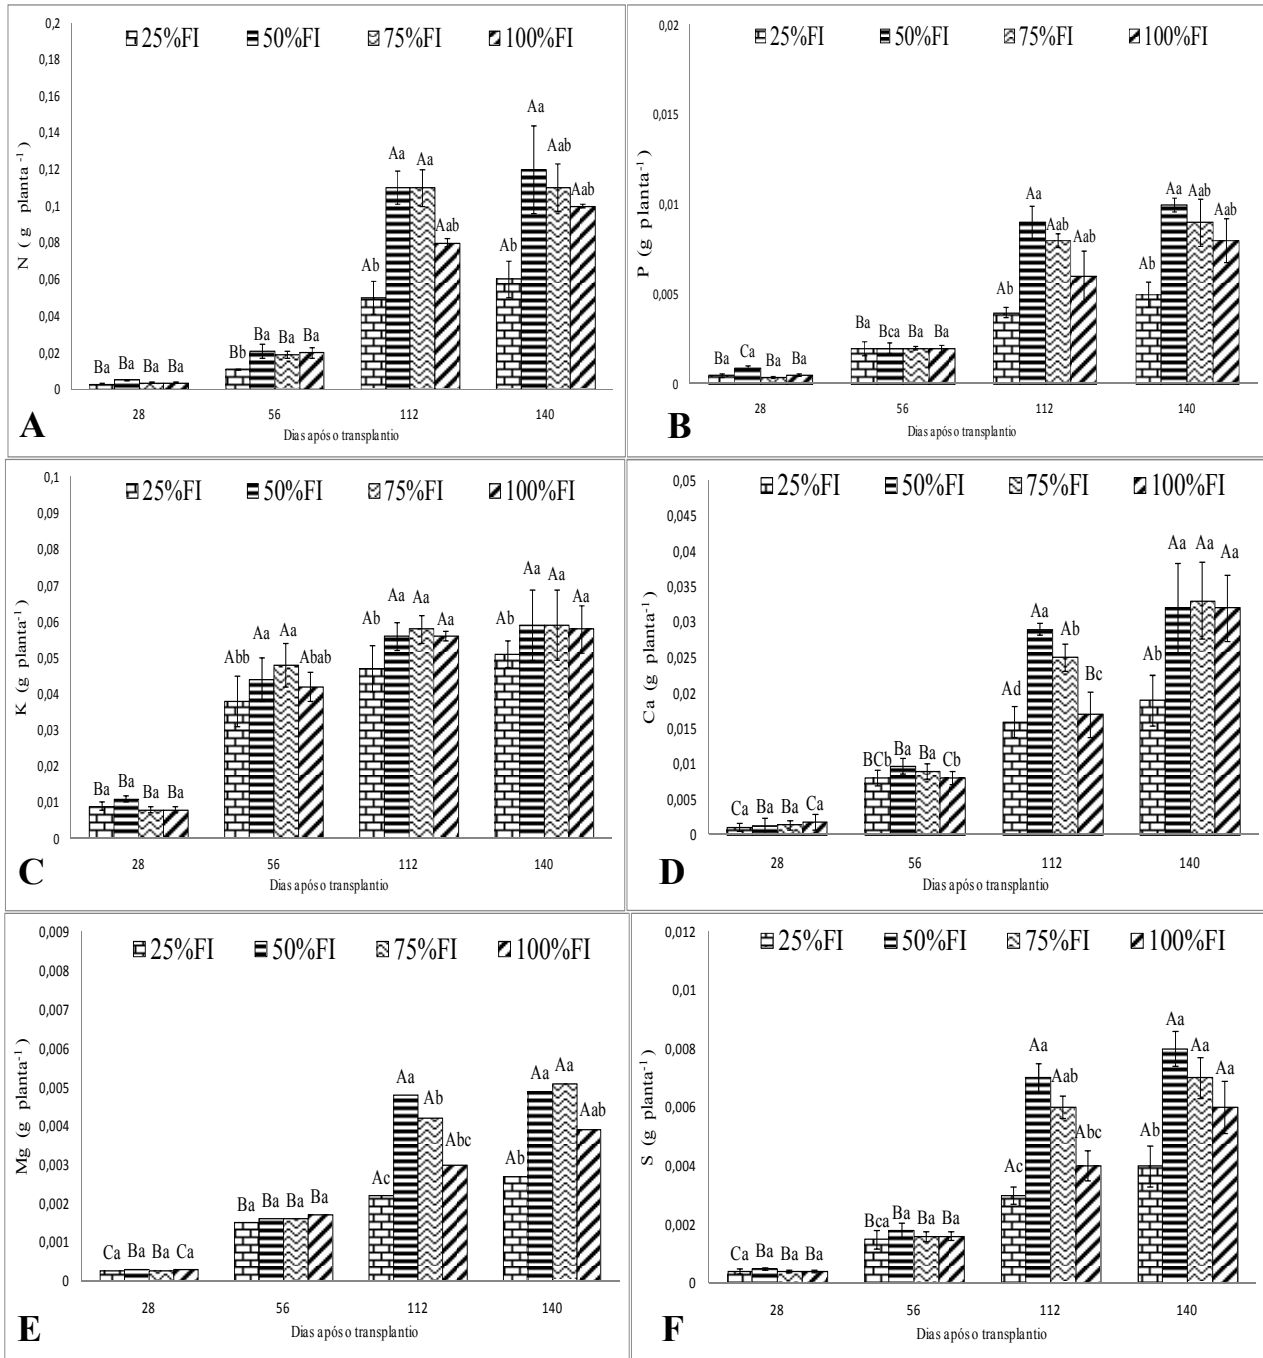 0,2
25%FI 50%FI 75%FI 100%FI
0,18
0,16
0,14
0,12
0,1
0,08
0,06
0,04
0,02
0
N (g planta⁻¹)
Ba Ba Ba Ba
Bb Ba Ba Ba
Ab Aa Aa Aab
Ab Aa Aab Aab
28 56 112 140
Dias após o transplantio
A
0,02
25%FI 50%FI 75%FI 100%FI
0,015
0,01
0,005
0
P (g planta⁻¹)
Ba Ca Ba Ba
Ba Bca Ba Ba
Ab Aa Aab Aab
Ab Aa Aab Aab
28 56 112 140
Dias após o transplantio
B
0,1
25%FI 50%FI 75%FI 100%FI
0,09
0,08
0,07
0,06
0,05
0,04
0,03
0,02
0,01
0
K (g planta⁻¹)
Ba Ba Ba Ba
Abb Aa Aa Abab
Ab Aa Aa Aa
Ab Aa Aa Aa
28 56 112 140
Dias após o transplantio
C
0,05
25%FI 50%FI 75%FI 100%FI
0,045
0,04
0,035
0,03
0,025
0,02
0,015
0,01
0,005
0
Ca (g planta⁻¹)
Ca Ba Ba Ca
BCb Ba Ba Cb
Ad Aa Ab Bc
Ab Aa Aa Aa
28 56 112 140
Dias após o transplantio
D
0,009
25%FI 50%FI 75%FI 100%FI
0,008
0,007
0,006
0,005
0,004
0,003
0,002
0,001
0
Mg (g planta⁻¹)
Ca Ba Ba Ca
Ba Ba Ba Ba
Ac Aa Ab Abc
Ab Aa Aa Aab
28 56 112 140
Dias após o transplantio
E
0,012
25%FI 50%FI 75%FI 100%FI
0,01
0,008
0,006
0,004
0,002
0
S (g planta⁻¹)
Ca Ba Ba Ba
Bca Ba Ba Ba
Ac Aa Aab Abc
Ab Aa Aa Aa
28 56 112 140
Dias após o transplantio
F